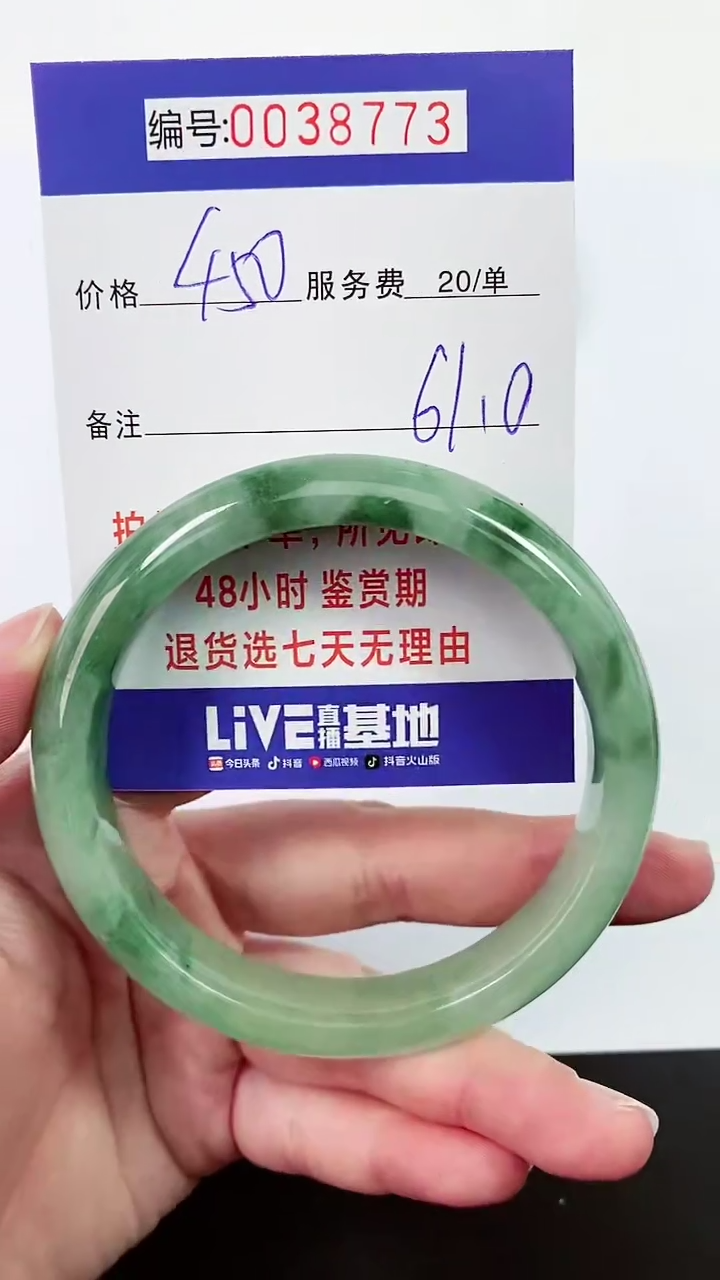 编号:0038773
价格 450 服务费 20/单
备注 6/10
48小时 鉴赏期
退货选七天无理由
LiVE直播基地
今日头条 抖音 西瓜视频 抖音火山版